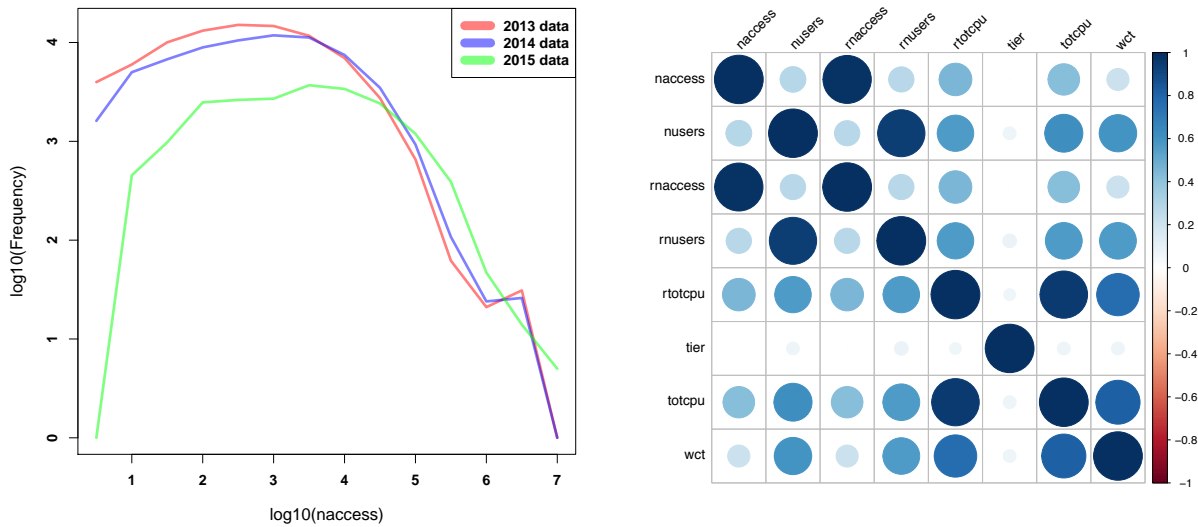 2013 data
2014 data
2015 data
4
3
2
1
0
log10(Frequency)
1 2 3 4 5 6 7
log10(naccess)
naccess nusers rnaccess rnusers rtotcpu tier totcpu wct
naccess
nusers
rnaccess
rnusers
rtotcpu
tier
totcpu
wct
1
0.8
0.6
0.4
0.2
0
−0.2
−0.4
−0.6
−0.8
−1